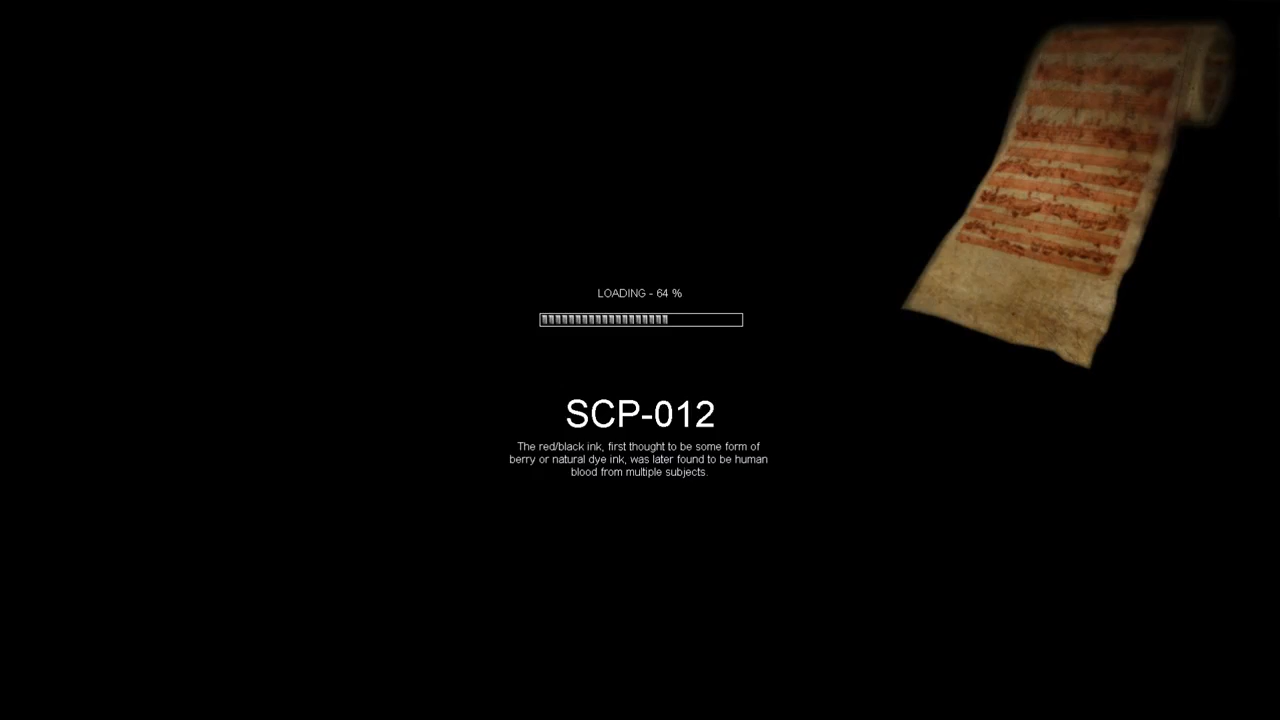 LOADING - 64 %
SCP-012
The red/black ink, first thought to be some form of
berry or natural dye ink, was later found to be human
blood from multiple subjects.